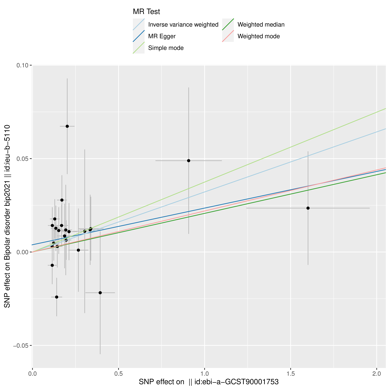 MR Test
Inverse variance weighted
Weighted median
MR Egger
Weighted mode
Simple mode
0.10
0.05
0.00
−0.05
SNP effect on Bipolar disorder bip2021 || id:ieu−b−5110
0.0
0.5
1.0
1.5
2.0
SNP effect on || id:ebi−a−GCST90001753